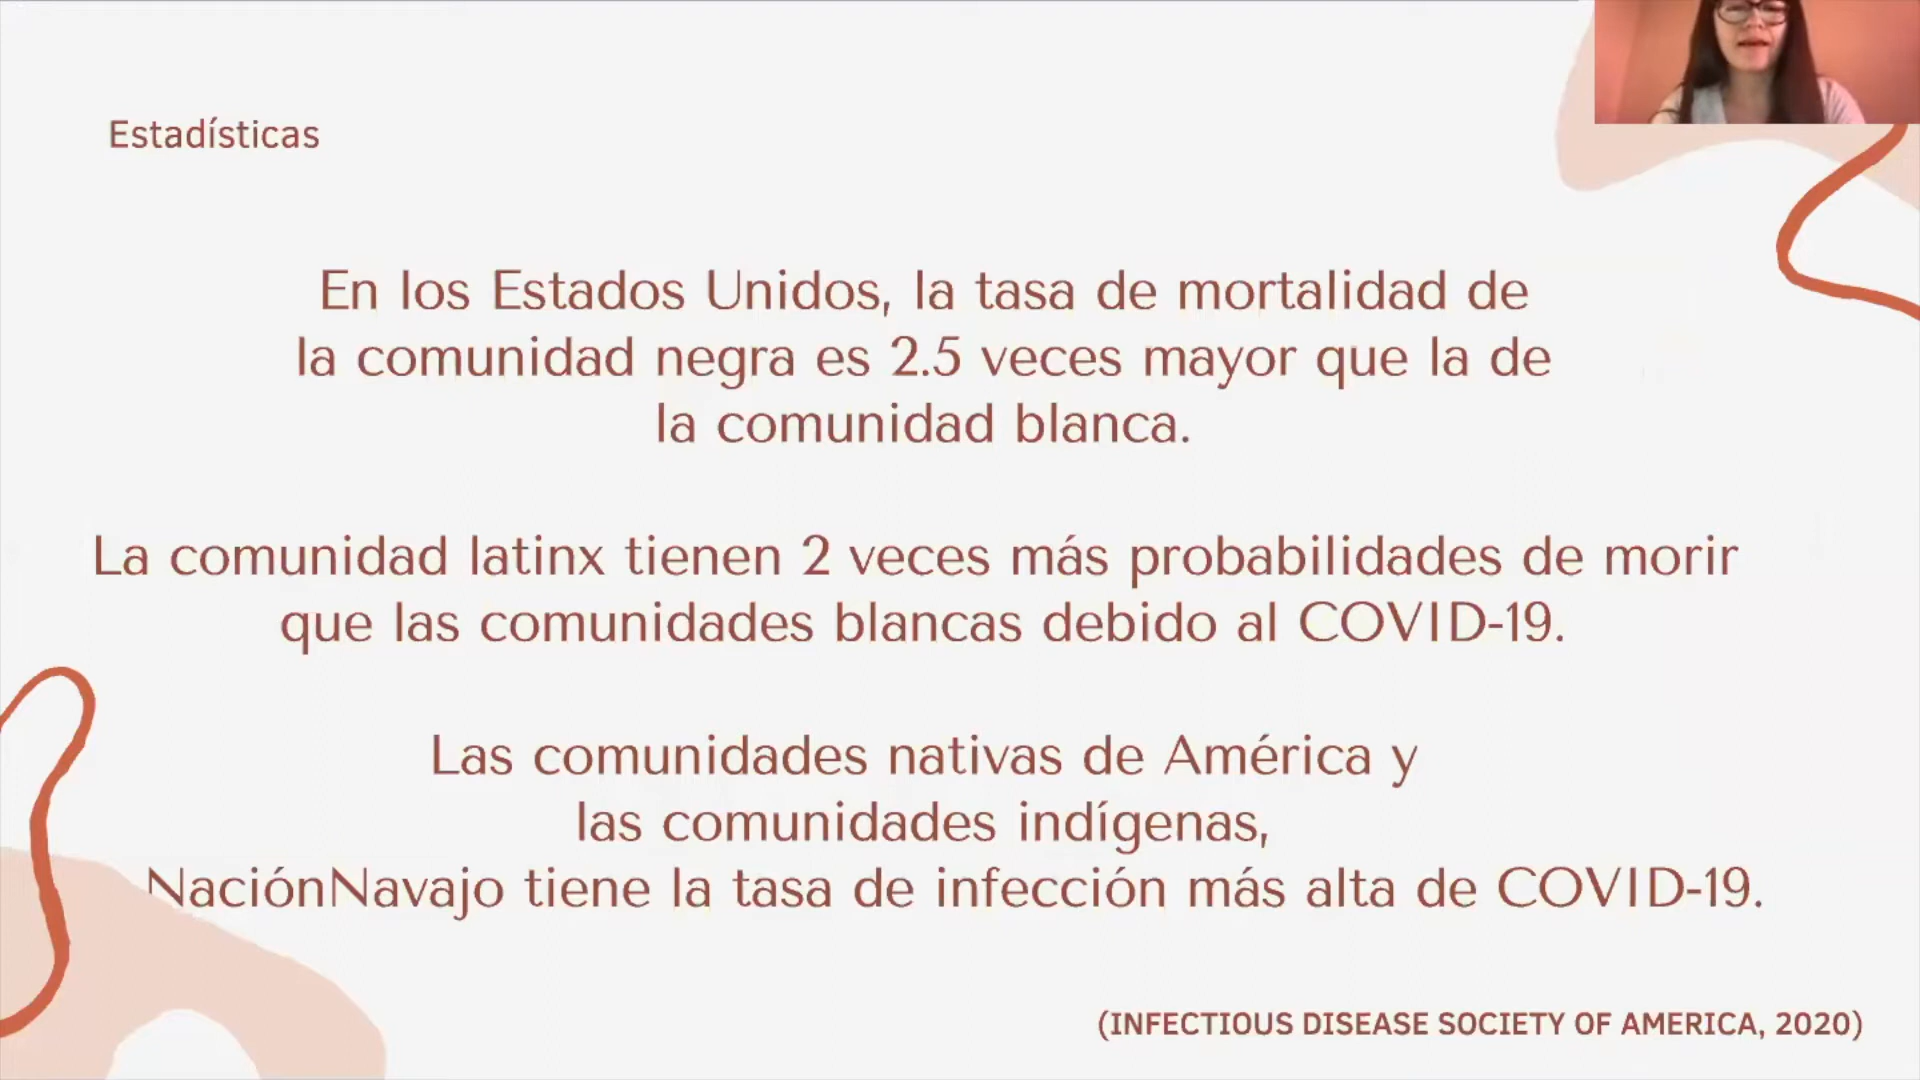 Estadísticas
En los Estados Unidos, la tasa de mortalidad de
la comunidad negra es 2.5 veces mayor que la de
la comunidad blanca.
La comunidad latinx tienen 2 veces más probabilidades de morir
que las comunidades blancas debido al COVID-19.
Las comunidades nativas de América y
las comunidades indígenas,
NaciónNavajo tiene la tasa de infección más alta de COVID-19.
(INFECTIOUS DISEASE SOCIETY OF AMERICA, 2020)